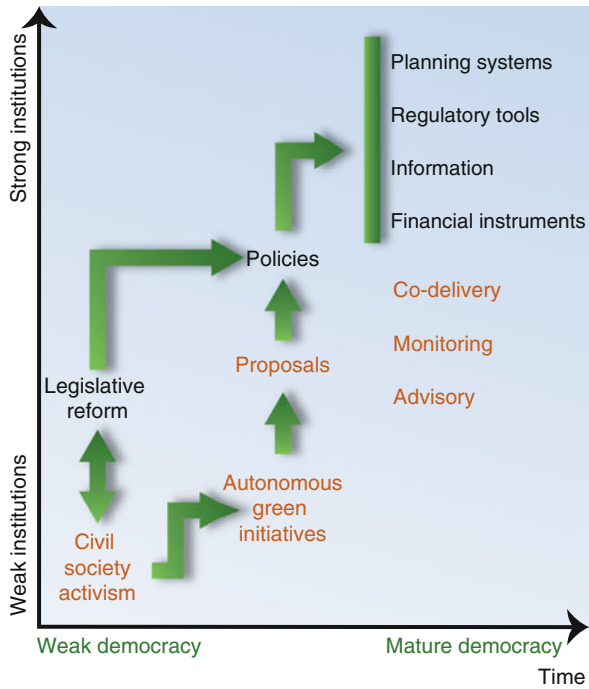 Strong institutions
Weak institutions
Planning systems
Regulatory tools
Information
Financial instruments
Policies
Co-delivery
Monitoring
Advisory
Proposals
Legislative
reform
Autonomous
green
initiatives
Civil
society
activism
Weak democracy
Mature democracy
Time